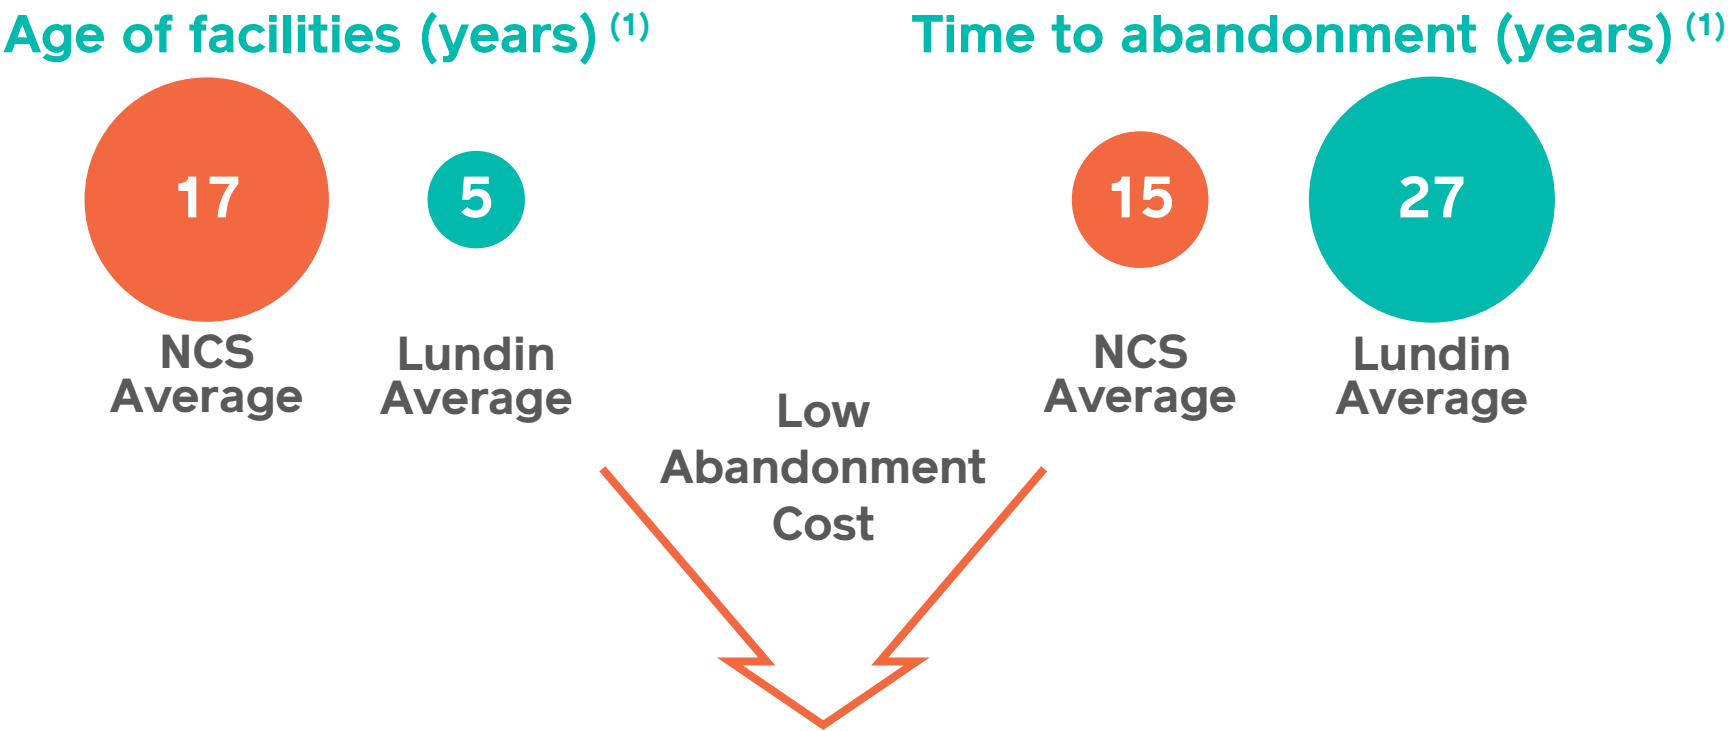 Age of facilities (years) (1)
17
5
NCS
Average
Lundin
Average
Time to abandonment (years) (1)
15
27
NCS
Average
Lundin
Average
Low
Abandonment
Cost